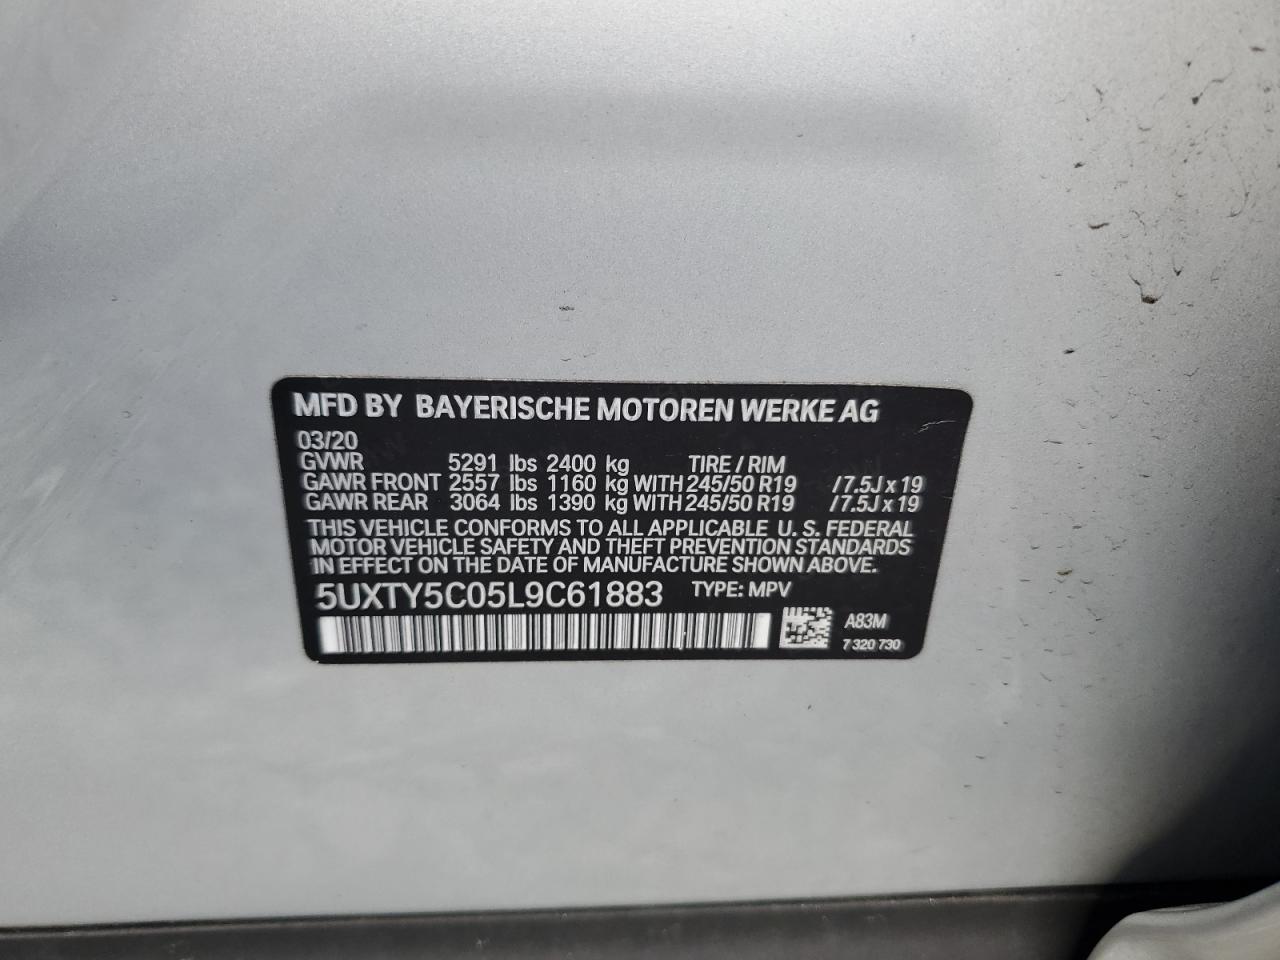 MFD BY BAYERISCHE MOTOREN WERKE AG
03/20
GVWR 5291 lbs 2400 kg TIRE / RIM
GAWR FRONT 2557 lbs 1160 kg WITH 245/50 R19 /7.5J x 19
GAWR REAR 3064 lbs 1390 kg WITH 245/50 R19 /7.5J x 19
THIS VEHICLE CONFORMS TO ALL APPLICABLE U. S. FEDERAL
MOTOR VEHICLE SAFETY AND THEFT PREVENTION STANDARDS
IN EFFECT ON THE DATE OF MANUFACTURE SHOWN ABOVE.
5UXTY5C05L9C61883 TYPE: MPV
A83M
7 320 730